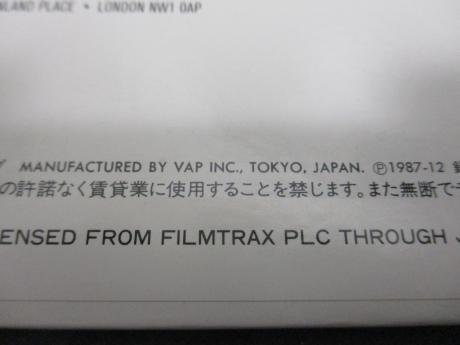 NLAND PLACE • LONDON NW1 0AP
MANUFACTURED BY VAP INC., TOKYO, JAPAN. Ⓟ1987-12
の許諾なく賃貸業に使用することを禁じます。また無断で
ENSED FROM FILMTRAX PLC THROUGH